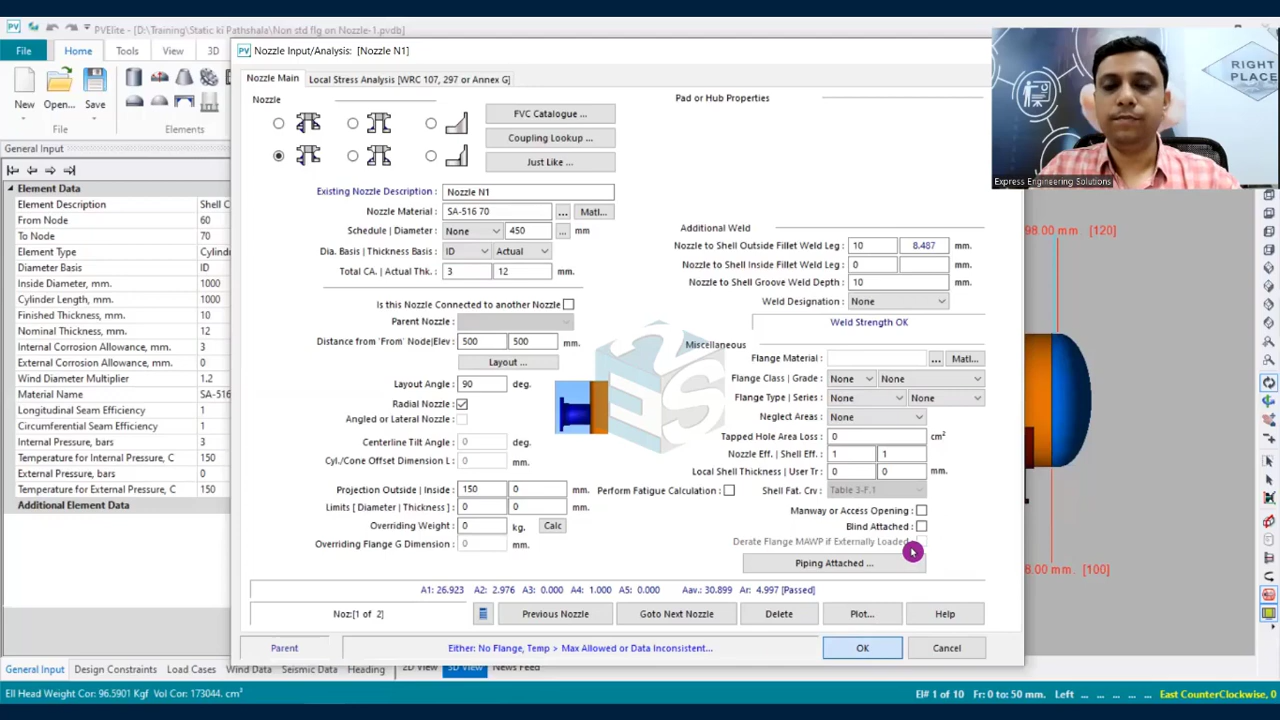 PVElite - [D:\Training\Static ki Pathshala\Non std flg on Nozzle-1.pvdb]
File Home Tools View 3D
New Open... Save
File Elements
General Input
Element Data
Element Description Shell C
From Node 60
To Node 70
Element Type Cylinde
Diameter Basis ID
Inside Diameter, mm. 1000
Cylinder Length, mm. 1000
Finished Thickness, mm. 10
Nominal Thickness, mm. 12
Internal Corrosion Allowance, mm. 3
External Corrosion Allowance, mm. 0
Wind Diameter Multiplier 1.2
Material Name SA-516
Longitudinal Seam Efficiency 1
Circumferential Seam Efficiency 1
Internal Pressure, bars 3
Temperature for Internal Pressure, C 150
External Pressure, bars 0
Temperature for External Pressure, C 150
Additional Element Data
PV Nozzle Input/Analysis: [Nozzle N1]
Nozzle Main Local Stress Analysis [WRC 107, 297 or Annex G]
Nozzle
FVC Catalogue ...
Coupling Lookup ...
Just Like ...
Existing Nozzle Description : Nozzle N1
Nozzle Material : SA-516 70 ... Matl...
Schedule | Diameter : None 450 ... mm
Dia. Basis | Thickness Basis : ID Actual
Total CA. | Actual Thk. : 3 12 mm.
Is this Nozzle Connected to another Nozzle
Parent Nozzle :
Distance from 'From' Node|Elev : 500 500 mm.
Layout ...
Layout Angle : 90 deg.
Radial Nozzle :
Angled or Lateral Nozzle :
Centerline Tilt Angle : 0 deg.
Cyl./Cone Offset Dimension L : 0 mm.
Projection Outside | Inside : 150 0 mm.
Limits [ Diameter | Thickness ] : 0 0 mm.
Overriding Weight : 0 kg. Calc
Overriding Flange G Dimension : 0 mm.
Perform Fatigue Calculation :
Pad or Hub Properties
Additional Weld
Nozzle to Shell Outside Fillet Weld Leg : 10 8.487 mm.
Nozzle to Shell Inside Fillet Weld Leg : 0 mm.
Nozzle to Shell Groove Weld Depth : 10 mm.
Weld Designation : None
Weld Strength OK
Miscellaneous
Flange Material : ... Matl...
Flange Class | Grade : None None
Flange Type | Series : None None
Neglect Areas : None
Tapped Hole Area Loss : 0 cm²
Nozzle Eff. | Shell Eff. : 1 1
Local Shell Thickness | User Tr : 0 0 mm.
Shell Fat. Crv : Table 3-F.1
Manway or Access Opening :
Blind Attached :
Derate Flange MAWP if Externally Loaded
Piping Attached ...
A1: 26.923 A2: 2.976 A3: 0.000 A4: 1.000 A5: 0.000 Aav.: 30.899 Ar: 4.997 [Passed]
Noz:[1 of 2] Previous Nozzle Goto Next Nozzle Delete Plot... Help
Parent Either: No Flange, Temp > Max Allowed or Data Inconsistent... OK Cancel
RIGHT
PLACE
Express Engineering Solutions
98.00 mm. [120]
8.00 mm. [100]
General Input Design Constraints Load Cases Wind Data Seismic Data Heading 2D View 3D View News Feed
Ell Head Weight Cor: 96.5901 Kgf Vol Cor: 173044. cm³ El# 1 of 10 Fr: 0 to: 50 mm. Left ... ... ... ... East CounterClockwise, 0